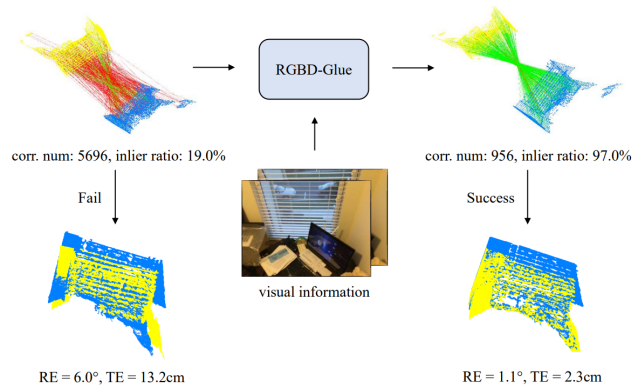 RGBD-Glue
corr. num: 5696, inlier ratio: 19.0%
corr. num: 956, inlier ratio: 97.0%
Fail
Success
visual information
RE = 6.0°, TE = 13.2cm
RE = 1.1°, TE = 2.3cm